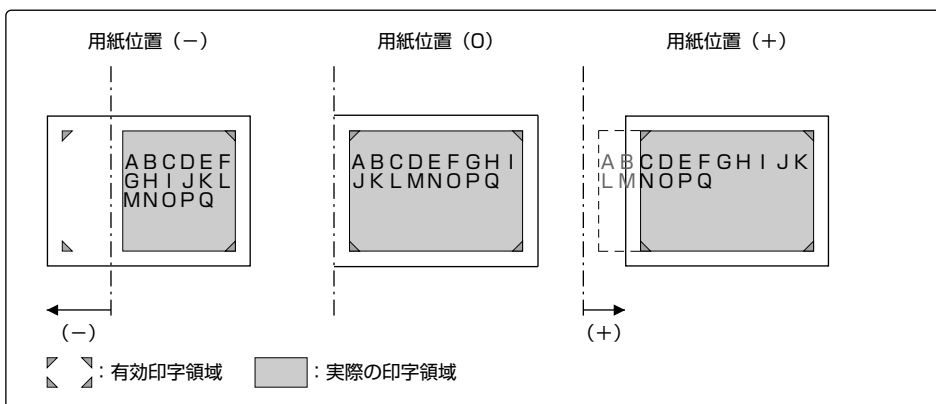 用紙位置（−） 用紙位置（0） 用紙位置（+）
ABCDEF
GHIJKL
MNOPQ
ABCDEFGHI
JKLMNOPQ
ABCDEFGHIJK
LMNOPQ
（−） （+）
：有効印字領域 ：実際の印字領域